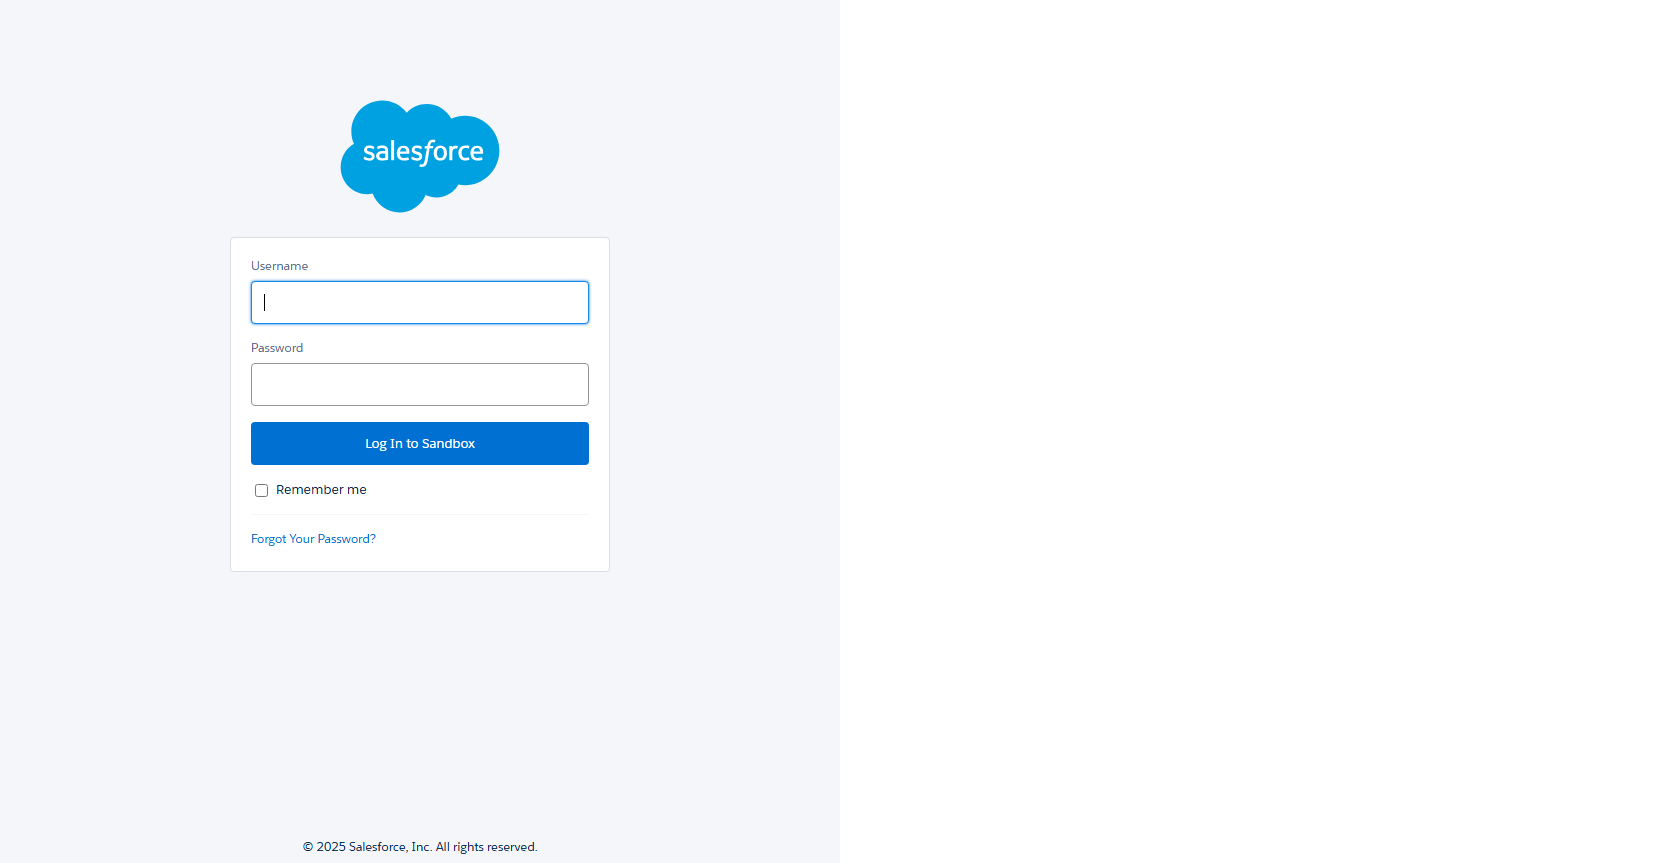 salesforce
Username
Password
Log In to Sandbox
Remember me
Forgot Your Password?
© 2025 Salesforce, Inc. All rights reserved.